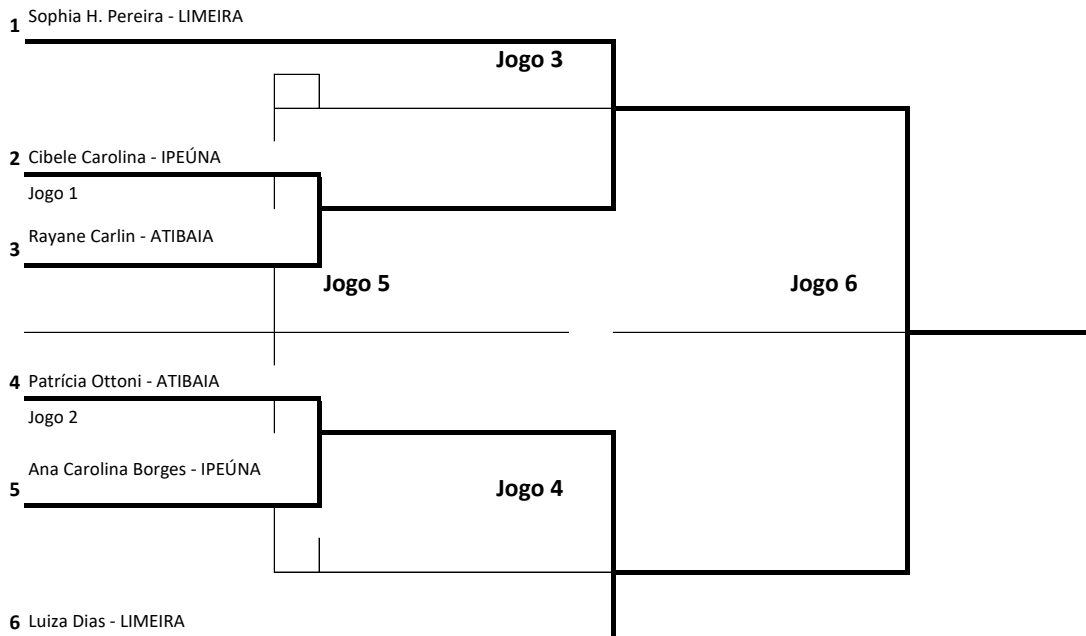 1 Sophia H. Pereira - LIMEIRA
Jogo 3
2 Cibele Carolina - IPEÚNA
Jogo 1
3 Rayane Carlin - ATIBAIA
Jogo 5
Jogo 6
4 Patrícia Ottoni - ATIBAIA
Jogo 2
5 Ana Carolina Borges - IPEÚNA
Jogo 4
6 Luiza Dias - LIMEIRA